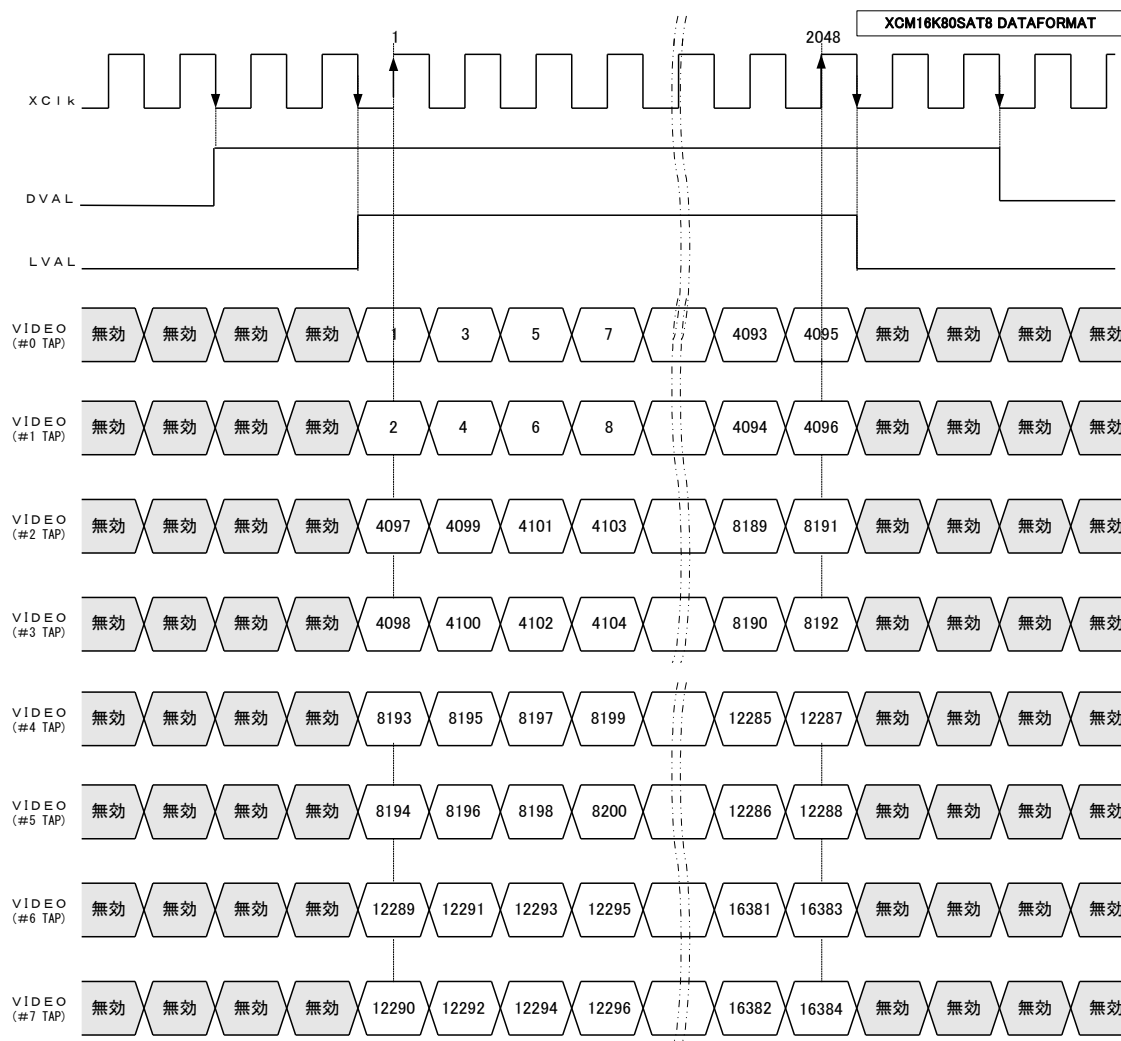 XCM16K80SAT8 DATAFORMAT
1 2048
XClk
DVAL
LVAL
VIDEO (#0 TAP) 無効 無効 無効 無効 1 3 5 7 4093 4095 無効 無効 無効 無効
VIDEO (#1 TAP) 無効 無効 無効 無効 2 4 6 8 4094 4096 無効 無効 無効 無効
VIDEO (#2 TAP) 無効 無効 無効 無効 4097 4099 4101 4103 8189 8191 無効 無効 無効 無効
VIDEO (#3 TAP) 無効 無効 無効 無効 4098 4100 4102 4104 8190 8192 無効 無効 無効 無効
VIDEO (#4 TAP) 無効 無効 無効 無効 8193 8195 8197 8199 12285 12287 無効 無効 無効 無効
VIDEO (#5 TAP) 無効 無効 無効 無効 8194 8196 8198 8200 12286 12288 無効 無効 無効 無効
VIDEO (#6 TAP) 無効 無効 無効 無効 12289 12291 12293 12295 16381 16383 無効 無効 無効 無効
VIDEO (#7 TAP) 無効 無効 無効 無効 12290 12292 12294 12296 16382 16384 無効 無効 無効 無効